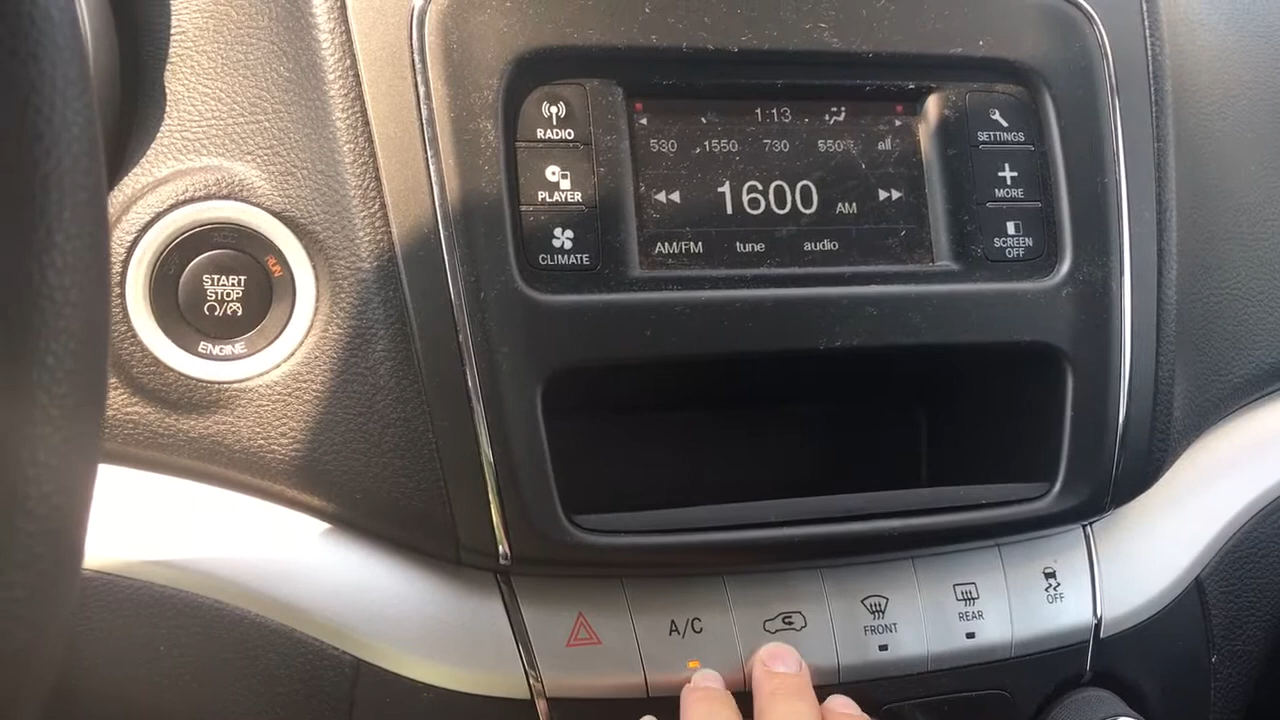 RADIO
PLAYER
CLIMATE
1:13
530 1550 730 550 all
1600 AM
AM/FM tune audio
SETTINGS
MORE
SCREEN
OFF
ACC
RUN
START
STOP
ENGINE
A/C
FRONT
REAR
OFF